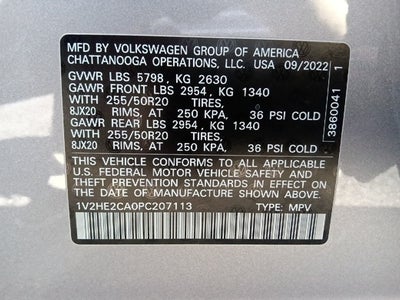 MFD. BY VOLKSWAGEN GROUP OF AMERICA
CHATTANOOGA OPERATIONS, LLC. USA 09/2022
GVWR LBS 5798, KG 2630
GAWR FRONT LBS 2954, KG 1340
WITH 255/50R20 TIRES,
8JX20 RIMS, AT 250 KPA, 36 PSI COLD
GAWR REAR LBS 2954, KG 1340
WITH 255/50R20 TIRES,
8JX20 RIMS, AT 250 KPA, 36 PSI COLD
THIS VEHICLE CONFORMS TO ALL APPLICABLE
U.S. FEDERAL MOTOR VEHICLE SAFETY AND
THEFT PREVENTION STANDARDS IN EFFECT ON
THE DATE OF MANUFACTURE SHOWN ABOVE.
1V2HE2CA0PC207113 TYPE: MPV
3860041 1